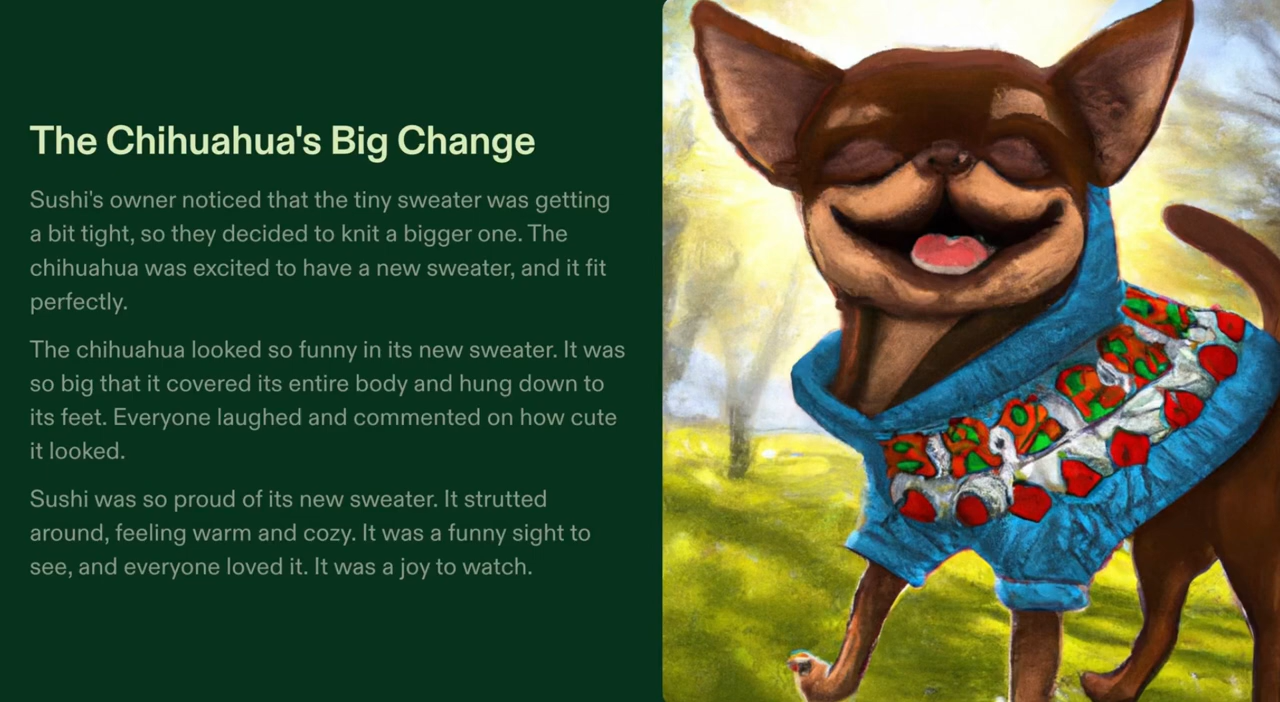 The Chihuahua's Big Change
Sushi's owner noticed that the tiny sweater was getting
a bit tight, so they decided to knit a bigger one. The
chihuahua was excited to have a new sweater, and it fit
perfectly.
The chihuahua looked so funny in its new sweater. It was
so big that it covered its entire body and hung down to
its feet. Everyone laughed and commented on how cute
it looked.
Sushi was so proud of its new sweater. It strutted
around, feeling warm and cozy. It was a funny sight to
see, and everyone loved it. It was a joy to watch.